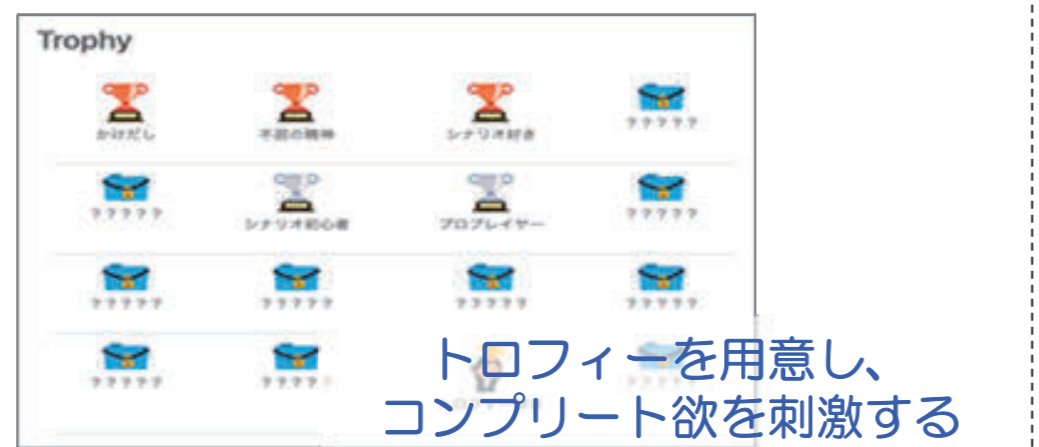 Trophy
かけだし 不屈の精神 シナリオ好き ?????
????? シナリオ初心者 プロプレイヤー ?????
????? ????? ????? ?????
????? ?????
トロフィーを用意し、
コンプリート欲を刺激する